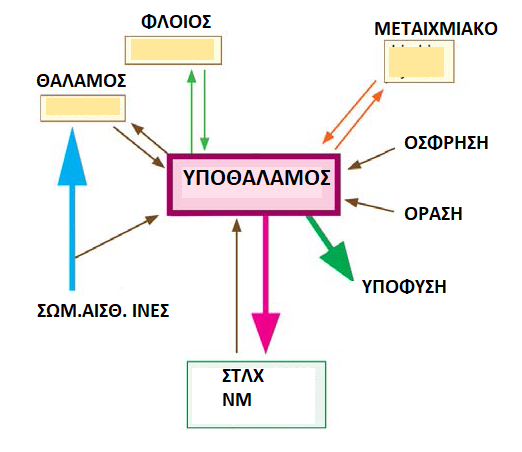 ΦΛΟΙΟΣ
ΜΕΤΑΙΧΜΙΑΚΟ
ΘΑΛΑΜΟΣ
ΟΣΦΡΗΣΗ
ΥΠΟΘΑΛΑΜΟΣ
ΟΡΑΣΗ
ΥΠΟΦΥΣΗ
ΣΩΜ.ΑΙΣΘ. ΙΝΕΣ
ΣΤΛΧ
ΝΜ